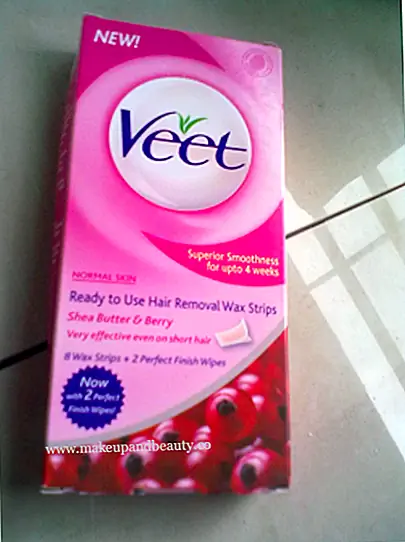 NEW!
Veet
Superior Smoothness
for upto 4 weeks
NORMAL SKIN
Ready to Use Hair Removal Wax Strips
Shea Butter & Berry
Very effective even on short hair
8 Wax Strips + 2 Perfect Finish Wipes
Now
with 2 Perfect
Finish Wipes!
www.makeupandbeauty.co